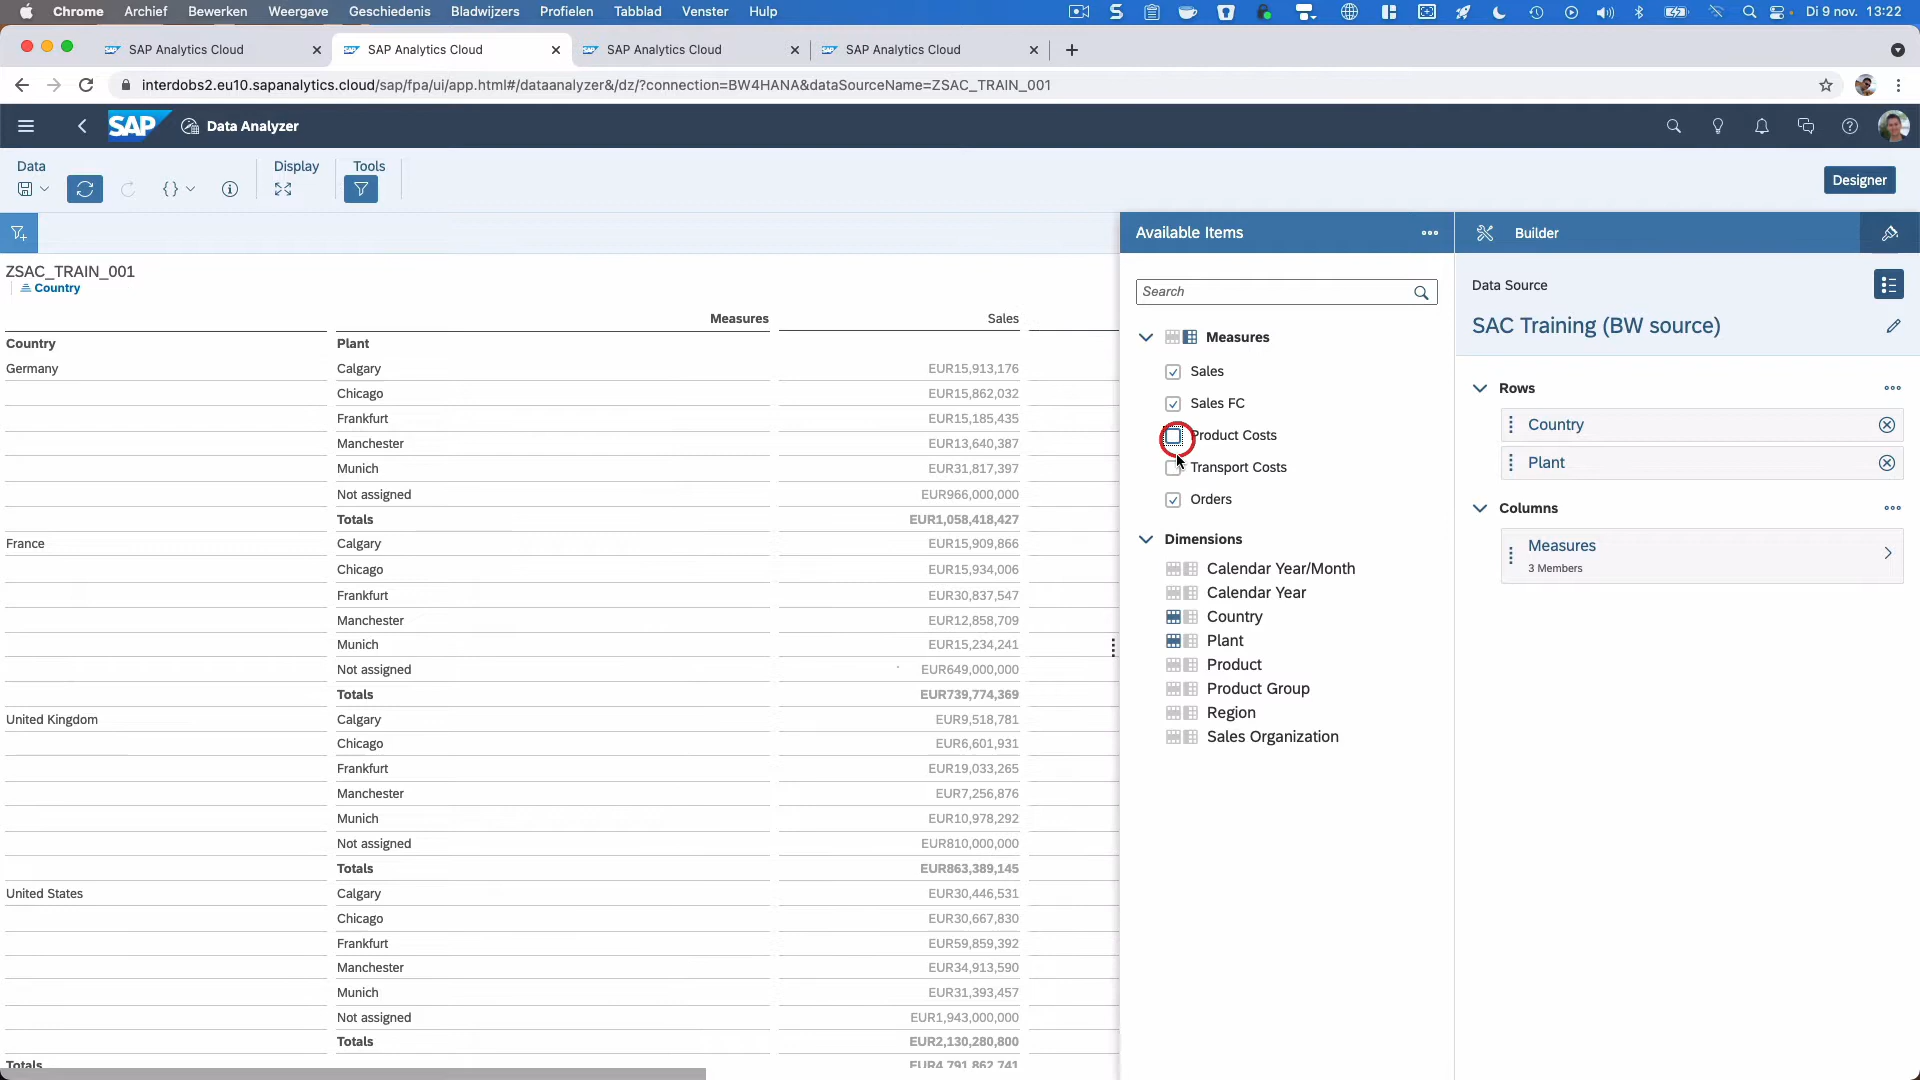 Chrome Archief Bewerken Weergave Geschiedenis Bladwijzers Profielen Tabblad Venster Hulp Di 9 nov. 13:22
SAP Analytics Cloud SAP Analytics Cloud SAP Analytics Cloud SAP Analytics Cloud
interdobs2.eu10.sapanalytics.cloud/sap/fpa/ui/app.html#/dataanalyzer&/dz/?connection=BW4HANA&dataSourceName=ZSAC_TRAIN_001
SAP Data Analyzer
Data Display Tools
Designer
ZSAC_TRAIN_001
Country
Measures Sales
Country Plant
Germany Calgary EUR15,913,176
Chicago EUR15,862,032
Frankfurt EUR15,185,435
Manchester EUR13,640,387
Munich EUR31,817,397
Not assigned EUR966,000,000
Totals EUR1,058,418,427
France Calgary EUR15,909,866
Chicago EUR15,934,006
Frankfurt EUR30,837,547
Manchester EUR12,858,709
Munich EUR15,234,241
Not assigned EUR649,000,000
Totals EUR739,774,369
United Kingdom Calgary EUR9,518,781
Chicago EUR6,601,931
Frankfurt EUR19,033,265
Manchester EUR7,256,876
Munich EUR10,978,292
Not assigned EUR810,000,000
Totals EUR863,389,145
United States Calgary EUR30,446,531
Chicago EUR30,667,830
Frankfurt EUR59,859,392
Manchester EUR34,913,590
Munich EUR31,393,457
Not assigned EUR1,943,000,000
Totals EUR2,130,280,800
Totals EUR4,791,862,741
Available Items
Search
Measures
Sales
Sales FC
Product Costs
Transport Costs
Orders
Dimensions
Calendar Year/Month
Calendar Year
Country
Plant
Product
Product Group
Region
Sales Organization
Builder
Data Source
SAC Training (BW source)
Rows
Country
Plant
Columns
Measures
3 Members